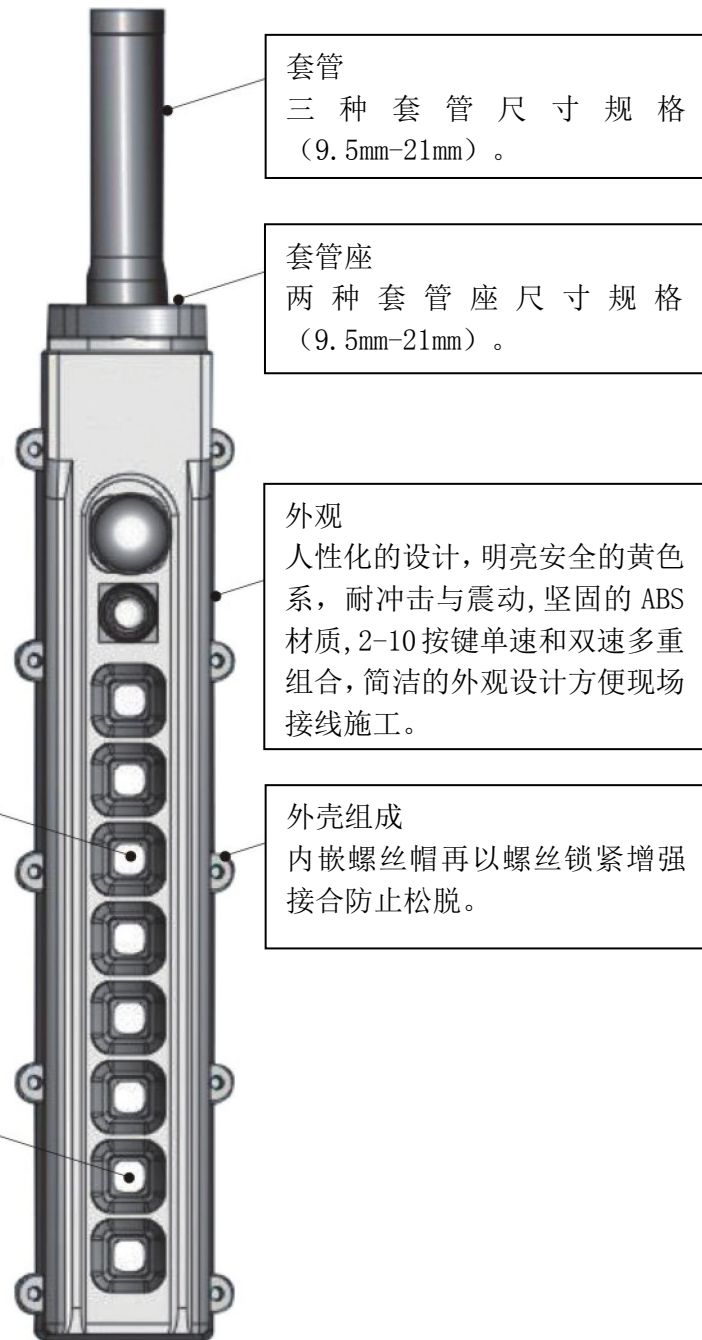 套管
三种套管尺寸规格
（9.5mm-21mm）。
套管座
两种套管座尺寸规格
（9.5mm-21mm）。
外观
人性化的设计，明亮安全的黄色
系，耐冲击与震动,坚固的 ABS
材质,2-10按键单速和双速多重
组合，简洁的外观设计方便现场
接线施工。
外壳组成
内嵌螺丝帽再以螺丝锁紧增强
接合防止松脱。